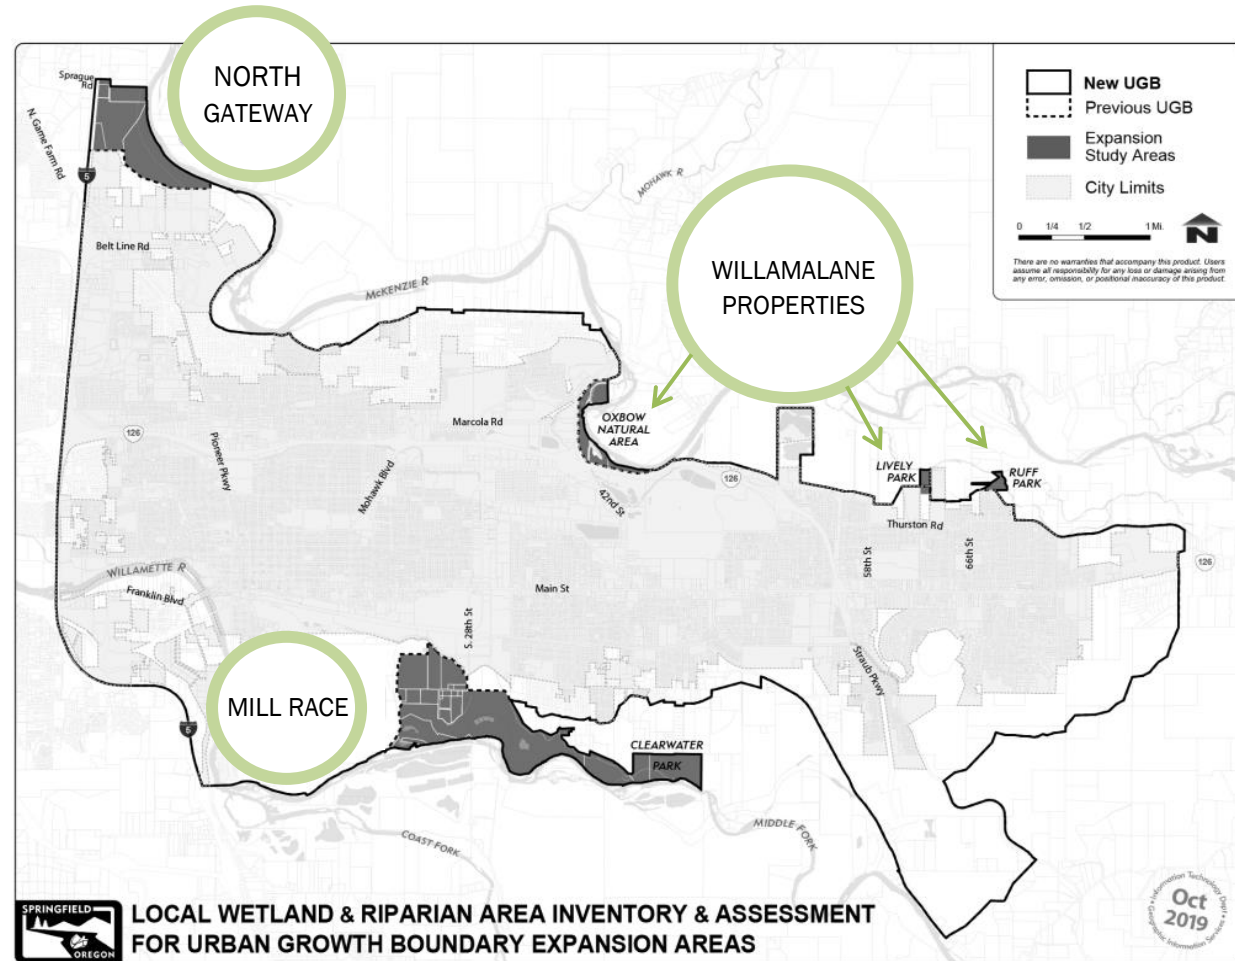 NORTH
GATEWAY
Sprague
Rd
N. Game Farm Rd
5
Belt Line Rd
McKENZIE R
MOHAWK R
New UGB
Previous UGB
Expansion
Study Areas
City Limits
0 1/4 1/2 1 Mi.
N
There are no warranties that accompany this product. Users
assume all responsibility for any loss or damage arising from
any error, omission, or positional inaccuracy of this product.
WILLAMALANE
PROPERTIES
OXBOW
NATURAL
AREA
Marcola Rd
126
Pioneer Pkwy
Mohawk Blvd
42nd St
126
LIVELY
PARK
RUFF
PARK
Thurston Rd
58th St
66th St
126
WILLAMETTE R
Franklin Blvd
Main St
S. 28th St
Straub Pkwy
MILL RACE
5
CLEARWATER
PARK
COAST FORK
MIDDLE FORK
SPRINGFIELD
OREGON
LOCAL WETLAND & RIPARIAN AREA INVENTORY & ASSESSMENT
FOR URBAN GROWTH BOUNDARY EXPANSION AREAS
Information Technology Dept
Oct
2019
Geographic Information Services